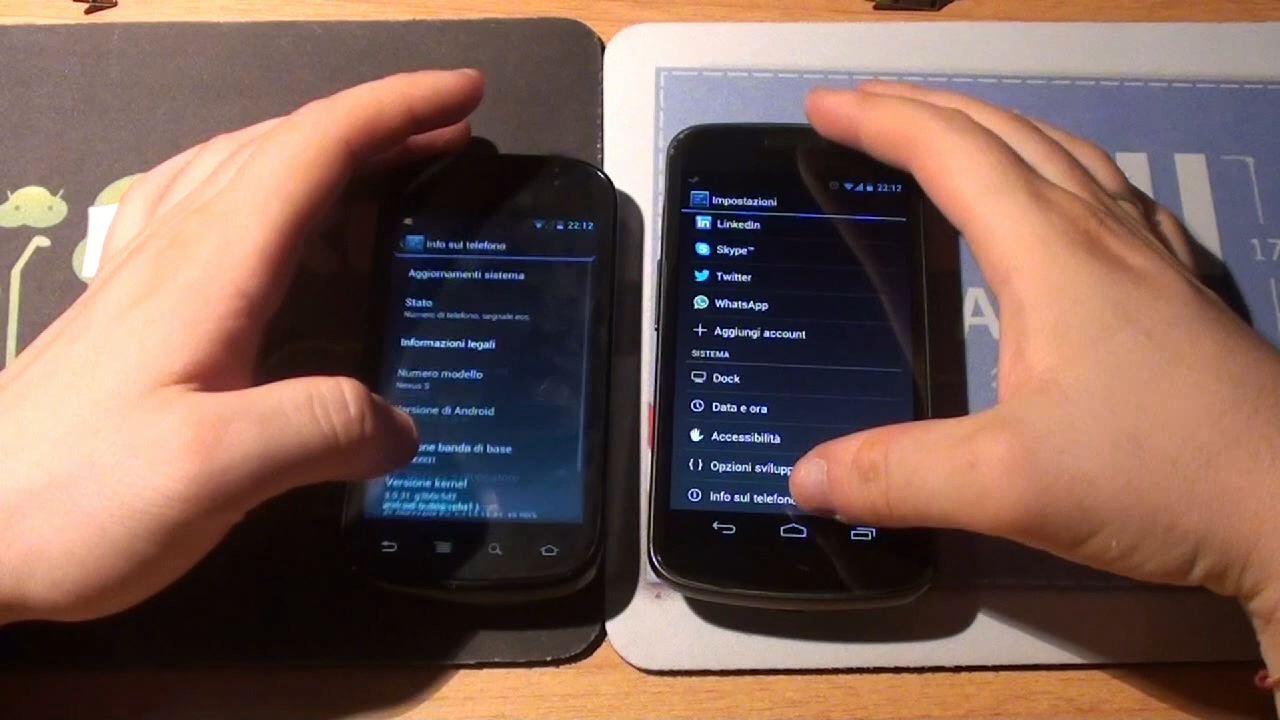 22:12
Info sul telefono
Aggiornamenti sistema
Stato
Numero di telefono, segnale ecc.
Informazioni legali
Numero modello
Nexus S
Versione di Android
banda di base
Versione kernel
22:12
Impostazioni
LinkedIn
Skype™
Twitter
WhatsApp
Aggiungi account
SISTEMA
Dock
Data e ora
Accessibilità
Opzioni svilupp
Info sul telefono
17
A